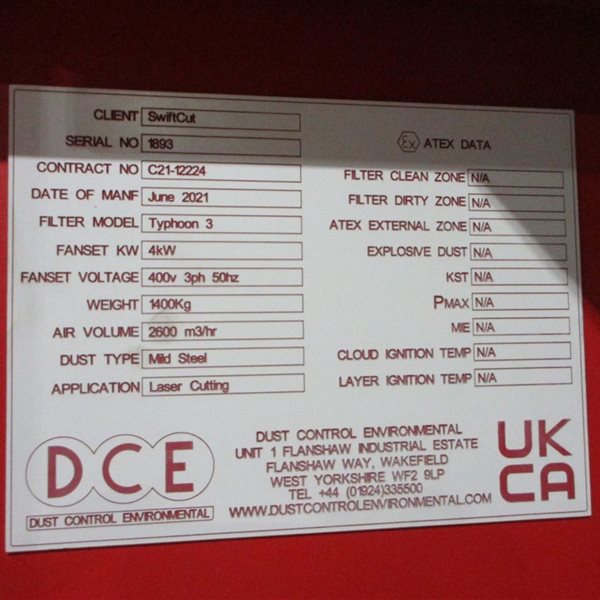 CLIENT SwiftCut
SERIAL NO 1893
CONTRACT NO C21-12224
DATE OF MANF June 2021
FILTER MODEL Typhoon 3
FANSET KW 4kW
FANSET VOLTAGE 400v 3ph 50hz
WEIGHT 1400Kg
AIR VOLUME 2600 m3/hr
DUST TYPE Mild Steel
APPLICATION Laser Cutting
Ex ATEX DATA
FILTER CLEAN ZONE N/A
FILTER DIRTY ZONE N/A
ATEX EXTERNAL ZONE N/A
EXPLOSIVE DUST N/A
KST N/A
PMAX N/A
MIE N/A
CLOUD IGNITION TEMP N/A
LAYER IGNITION TEMP N/A
DCE
DUST CONTROL ENVIRONMENTAL
DUST CONTROL ENVIRONMENTAL
UNIT 1 FLANSHAW INDUSTRIAL ESTATE
FLANSHAW WAY, WAKEFIELD
WEST YORKSHIRE WF2 9LP
TEL +44 (01924)335500
WWW.DUSTCONTROLENVIRONMENTAL.COM
UK
CA